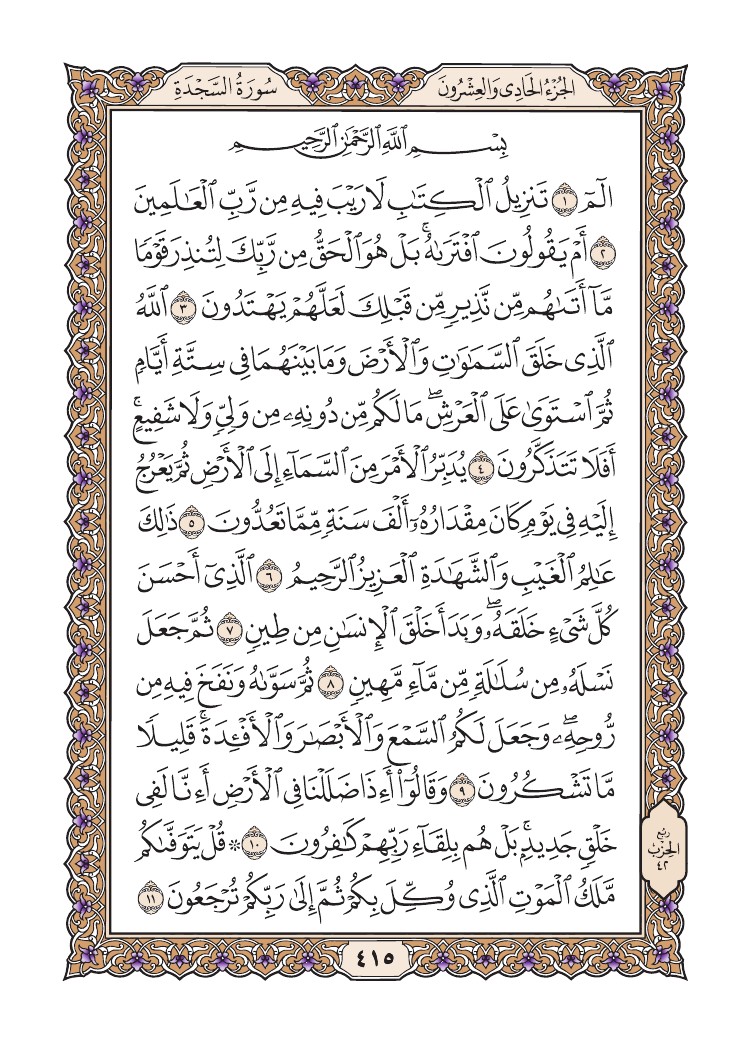 الجُزْءُ الحَادِى وَالعِشْرُونَ
سُورَةُ السَّجْدَةِ
بِسْمِ ٱللَّهِ ٱلرَّحْمَٰنِ ٱلرَّحِيمِ
الٓمٓ ١ تَنزِيلُ ٱلْكِتَٰبِ لَا رَيْبَ فِيهِ مِن رَّبِّ ٱلْعَٰلَمِينَ
٢ أَمْ يَقُولُونَ ٱفْتَرَىٰهُ ۚ بَلْ هُوَ ٱلْحَقُّ مِن رَّبِّكَ لِتُنذِرَ قَوْمًا
مَّآ أَتَىٰهُم مِّن نَّذِيرٍ مِّن قَبْلِكَ لَعَلَّهُمْ يَهْتَدُونَ ٣ ٱللَّهُ
ٱلَّذِى خَلَقَ ٱلسَّمَٰوَٰتِ وَٱلْأَرْضَ وَمَا بَيْنَهُمَا فِى سِتَّةِ أَيَّامٍ
ثُمَّ ٱسْتَوَىٰ عَلَى ٱلْعَرْشِ ۖ مَا لَكُم مِّن دُونِهِۦ مِن وَلِىٍّ وَلَا شَفِيعٍ ۚ
أَفَلَا تَتَذَكَّرُونَ ٤ يُدَبِّرُ ٱلْأَمْرَ مِنَ ٱلسَّمَآءِ إِلَى ٱلْأَرْضِ ثُمَّ يَعْرُجُ
إِلَيْهِ فِى يَوْمٍ كَانَ مِقْدَارُهُۥٓ أَلْفَ سَنَةٍ مِّمَّا تَعُدُّونَ ٥ ذَٰلِكَ
عَٰلِمُ ٱلْغَيْبِ وَٱلشَّهَٰدَةِ ٱلْعَزِيزُ ٱلرَّحِيمُ ٦ ٱلَّذِىٓ أَحْسَنَ
كُلَّ شَىْءٍ خَلَقَهُۥ ۖ وَبَدَأَ خَلْقَ ٱلْإِنسَٰنِ مِن طِينٍ ٧ ثُمَّ جَعَلَ
نَسْلَهُۥ مِن سُلَٰلَةٍ مِّن مَّآءٍ مَّهِينٍ ٨ ثُمَّ سَوَّىٰهُ وَنَفَخَ فِيهِ مِن
رُّوحِهِۦ ۖ وَجَعَلَ لَكُمُ ٱلسَّمْعَ وَٱلْأَبْصَٰرَ وَٱلْأَفْـِٔدَةَ ۚ قَلِيلًا
مَّا تَشْكُرُونَ ٩ وَقَالُوٓا۟ أَءِذَا ضَلَلْنَا فِى ٱلْأَرْضِ أَءِنَّا لَفِى
خَلْقٍ جَدِيدٍۭ ۚ بَلْ هُم بِلِقَآءِ رَبِّهِمْ كَٰفِرُونَ ١٠ ۞ قُلْ يَتَوَفَّىٰكُم
مَّلَكُ ٱلْمَوْتِ ٱلَّذِى وُكِّلَ بِكُمْ ثُمَّ إِلَىٰ رَبِّكُمْ تُرْجَعُونَ ١١
رُبع
الحِزْب
٤٢
٤١٥